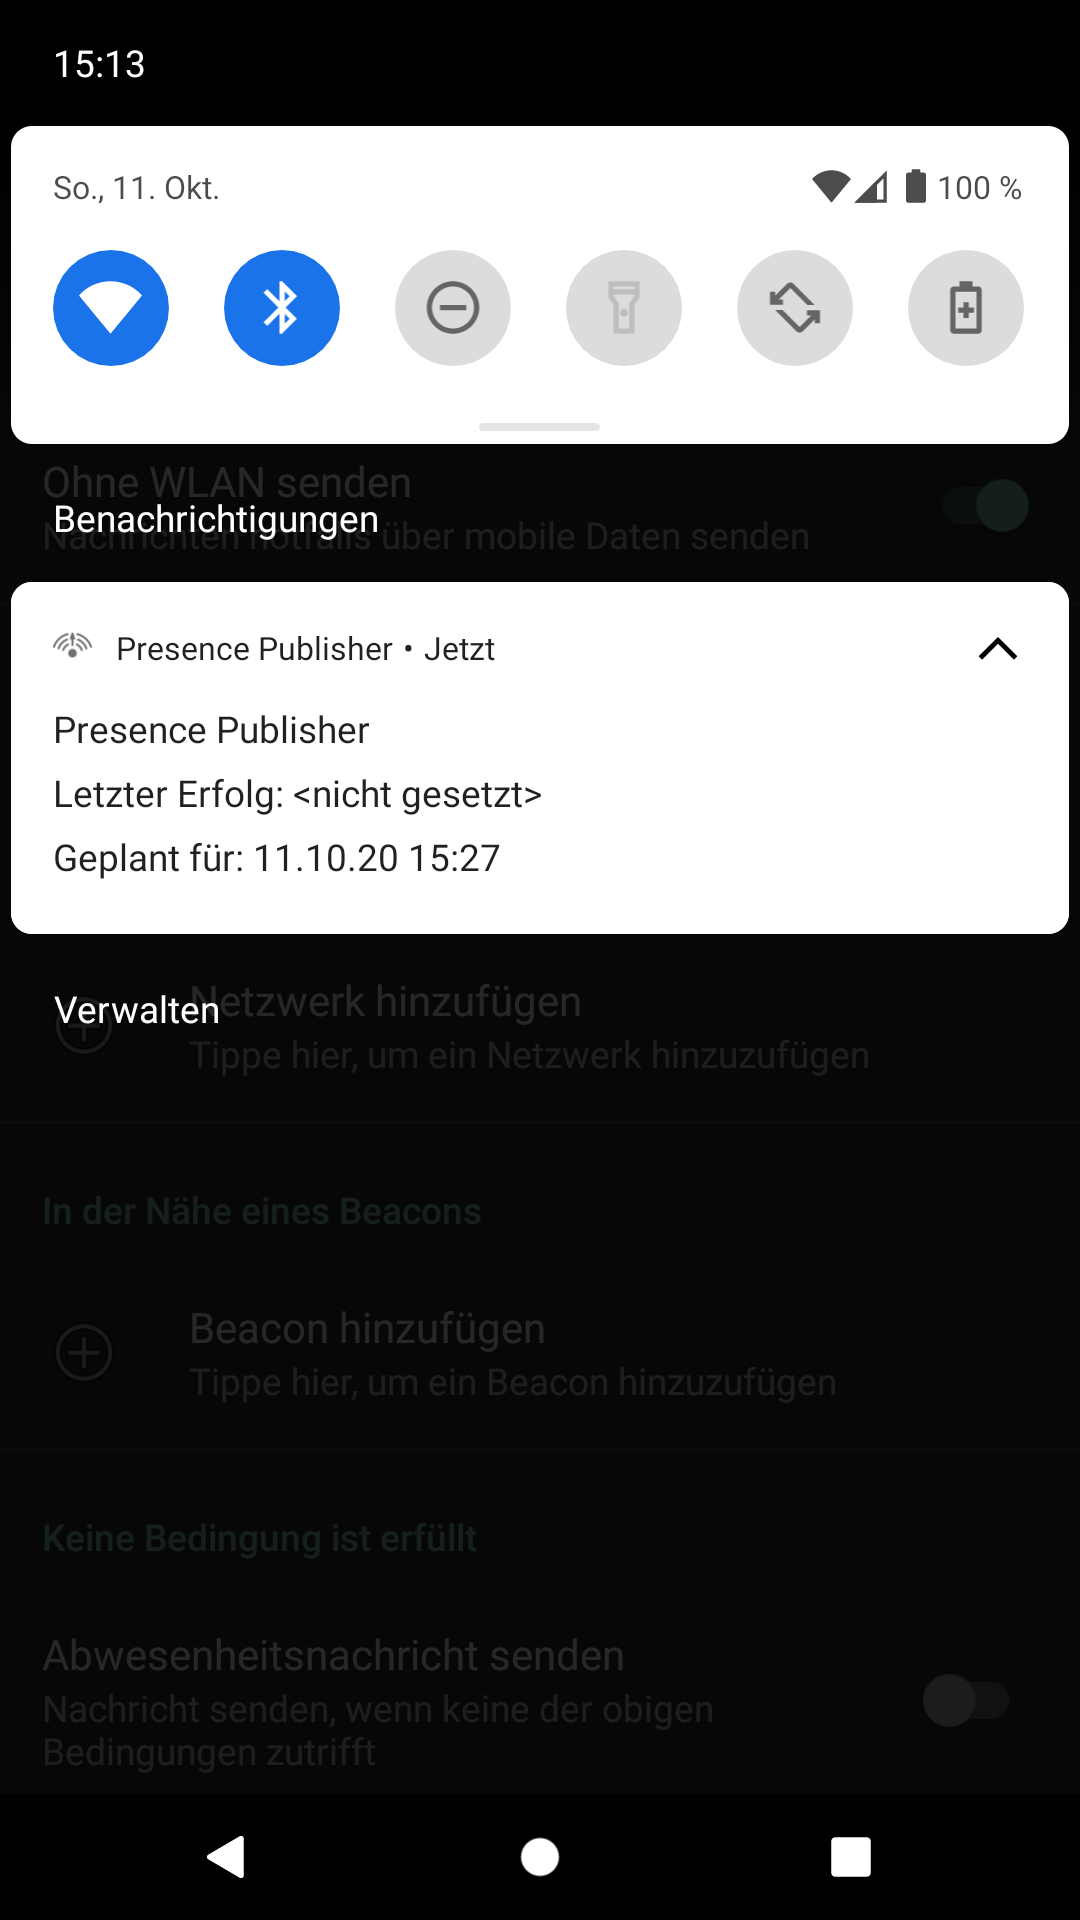 15:13
So., 11. Okt.
100 %
Ohne WLAN senden
Benachrichtigungen
Nachrichten notfalls über mobile Daten senden
Presence Publisher • Jetzt
Presence Publisher
Letzter Erfolg: <nicht gesetzt>
Geplant für: 11.10.20 15:27
Netzwerk hinzufügen
Verwalten
Tippe hier, um ein Netzwerk hinzuzufügen
In der Nähe eines Beacons
Beacon hinzufügen
Tippe hier, um ein Beacon hinzuzufügen
Keine Bedingung ist erfüllt
Abwesenheitsnachricht senden
Nachricht senden, wenn keine der obigen
Bedingungen zutrifft